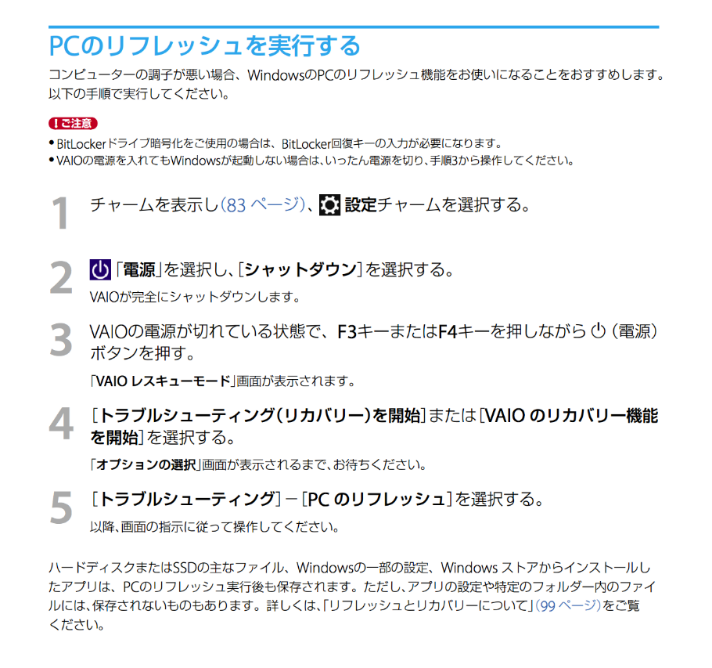 PCのリフレッシュを実行する
コンピューターの調子が悪い場合、WindowsのPCのリフレッシュ機能をお使いになることをおすすめします。
以下の手順で実行してください。
!ご注意
• BitLockerドライブ暗号化をご使用の場合は、BitLocker回復キーの入力が必要になります。
• VAIOの電源を入れてもWindowsが起動しない場合は、いったん電源を切り、手順3から操作してください。
1 チャームを表示し(83 ページ)、設定チャームを選択する。
2 「電源」を選択し、[シャットダウン]を選択する。
VAIOが完全にシャットダウンします。
3 VAIOの電源が切れている状態で、F3キーまたはF4キーを押しながら(電源)
ボタンを押す。
「VAIO レスキューモード」画面が表示されます。
4 [トラブルシューティング(リカバリー)を開始]または[VAIO のリカバリー機能
を開始]を選択する。
「オプションの選択」画面が表示されるまで、お待ちください。
5 [トラブルシューティング]−[PC のリフレッシュ]を選択する。
以降、画面の指示に従って操作してください。
ハードディスクまたはSSDの主なファイル、Windowsの一部の設定、Windows ストアからインストールし
たアプリは、PCのリフレッシュ実行後も保存されます。ただし、アプリの設定や特定のフォルダー内のファイ
ルには、保存されないものもあります。詳しくは、「リフレッシュとリカバリーについて」(99 ページ)をご覧
ください。